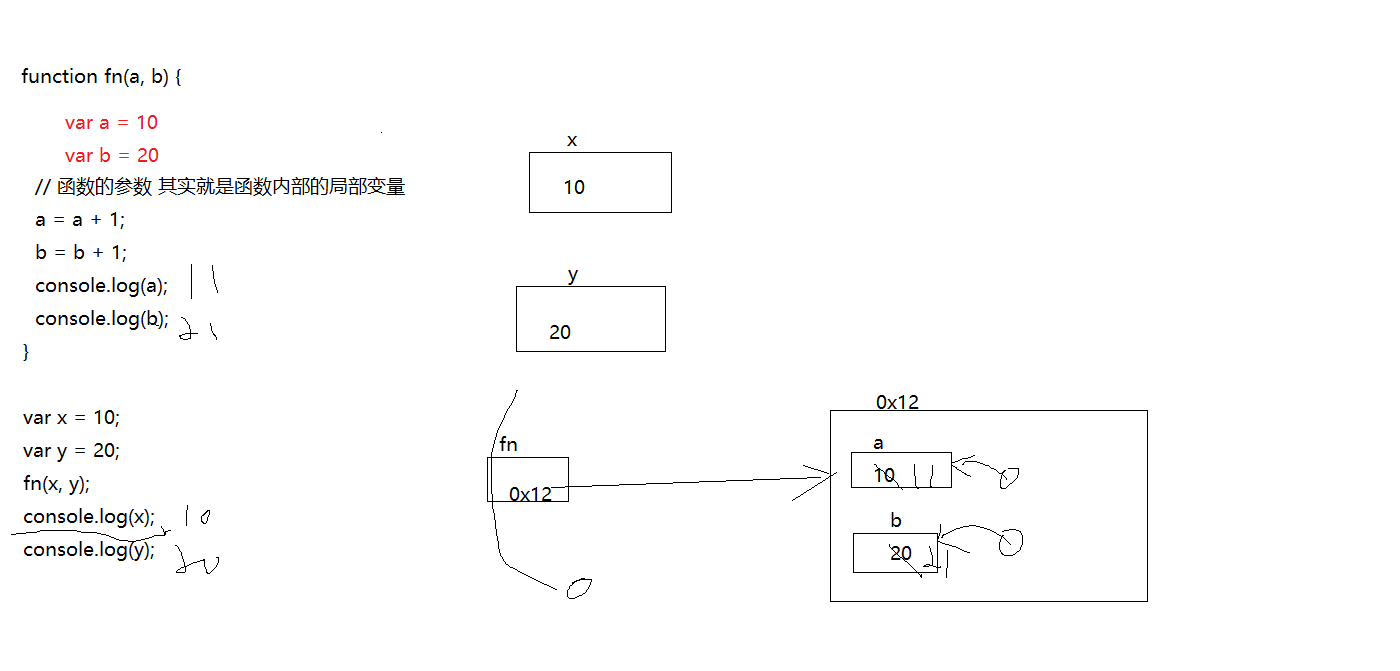 function fn(a, b) {
var a = 10
var b = 20
// 函数的参数 其实就是函数内部的局部变量
a = a + 1;
b = b + 1;
console.log(a); 11
console.log(b); 21
}
var x = 10;
var y = 20;
fn(x, y);
console.log(x); 10
console.log(y); 20
x
10
y
20
fn
0x12
0x12
a
10 11
b
20 21